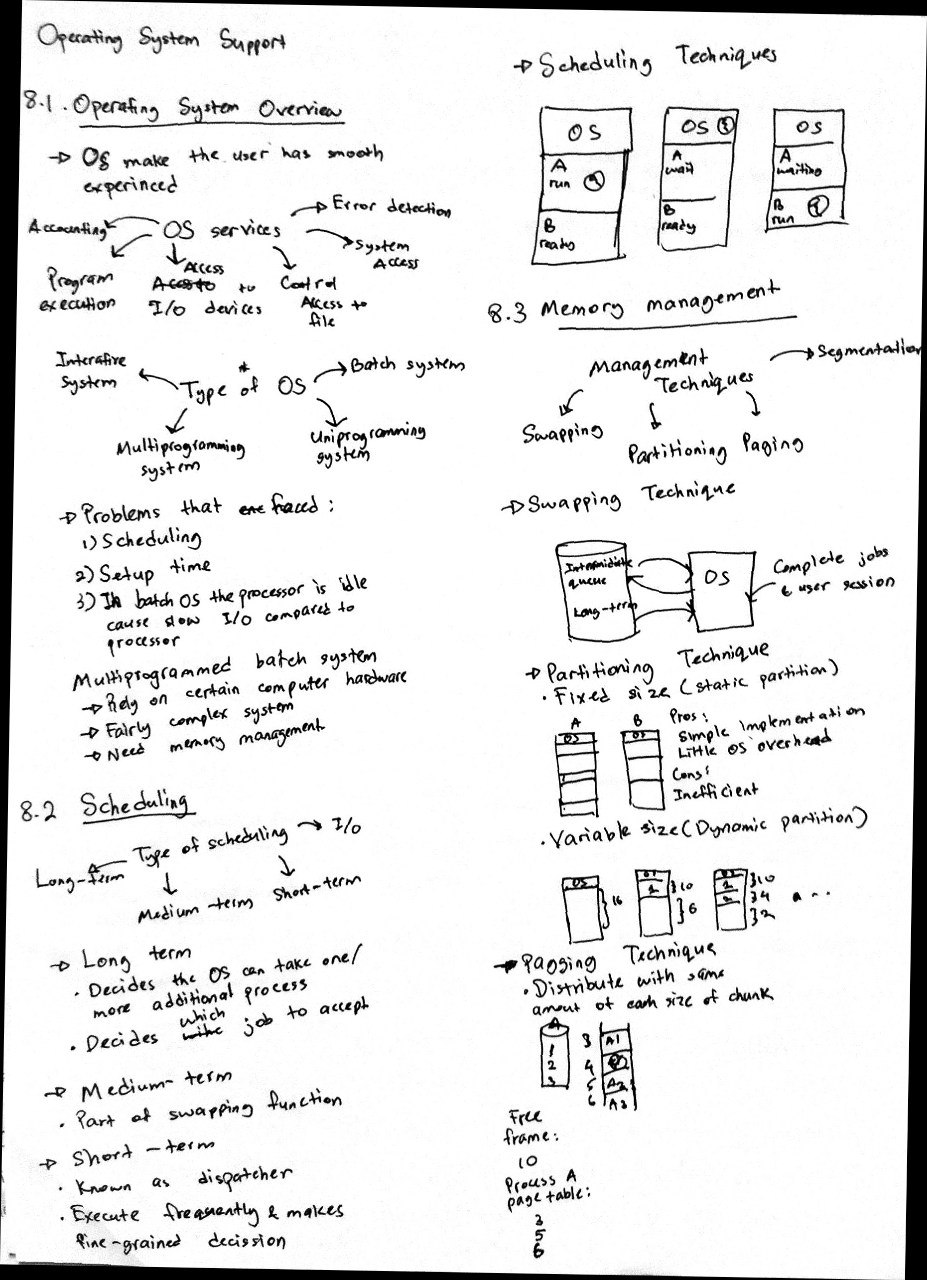 Operating System Support
8.1. Operating System Overview
→ OS make the user has smooth
experinced
Accounting
OS services
Error detection
System
Access
Program
execution
Access
to
I/O devices
Control
Access to
file
Interafive
System
Type of OS
*
Batch system
Multiprogramming
system
Uniprogramming
system
→ Problems that faced:
1) Scheduling
2) Setup time
3) In batch OS the processor is idle
cause slow I/O compared to
processor
Multiprogrammed batch system
→ Rely on certain computer hardware
→ Fairly complex system
→ Need memory management
8.2 Scheduling
Type of scheduling
I/O
Long-term
Medium-term
Short-term
→ Long term
• Decides the OS can take one/
more additional process
• Decides which job to accept
→ Medium-term
• Part of swapping function
→ Short-term
• Known as dispatcher
• Execute frequently & makes
fine-grained decission
→ Scheduling Techniques
OS
A
run
B
ready
OS
A
wait
B
ready
OS
A
waiting
B
run
8.3 Memory management
Management
Techniques
Segmentation
Swapping
Partitioning
Paging
→ Swapping Technique
queue
Long-term
OS
Complete jobs
& user session
→ Partitioning Technique
• Fixed size (static partition)
A
OS
B
OS
Pros:
Simple implementation
Little OS overhead
Cons:
Inefficient
• Variable size (Dynamic partition)
OS
16
OS
1
10
6
OS
1
2
10
4
2
→ Pagging Technique
• Distribute with same
amout of each size of chunk
A
1
2
3
3
4
5
6
A1
A2
A3
Free
frame:
10
Process A
page table:
3
5
6